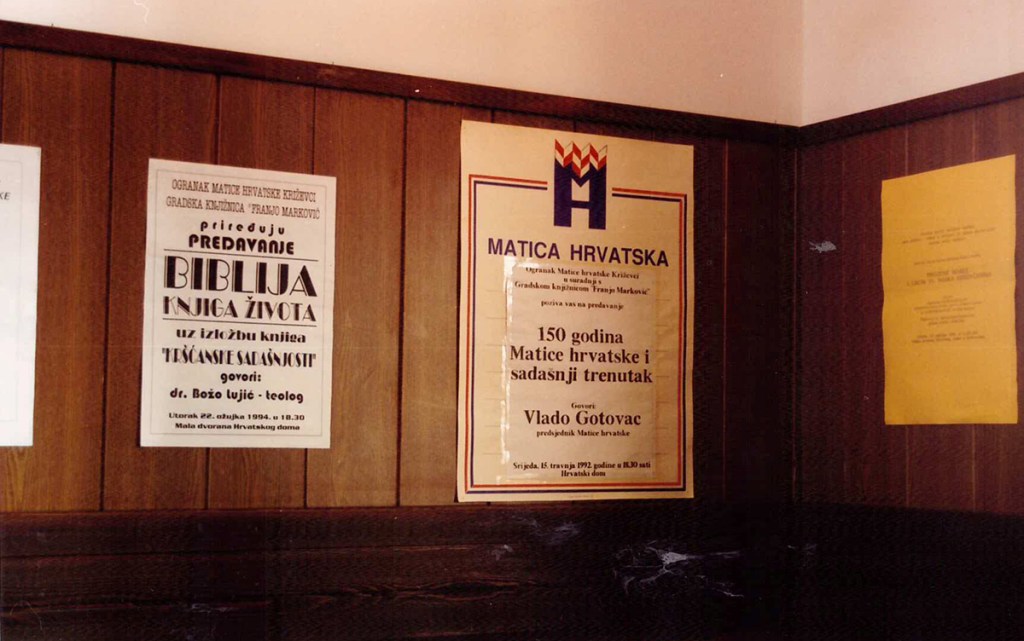 KE
OGRANAK MATICE HRVATSKE KRIŽEVCI
GRADSKA KNJIŽNICA "FRANJO MARKOVIĆ
priređuju
PREDAVANJE
BIBLIJA
KNJIGA ŽIVOTA
uz izložbu knjiga
"KRŠĆANSKE SADAŠNJOSTI"
govori:
dr. Božo Lujić - teolog
Utorak 22. ožujka 1994. u 18.30
Mala dvorana Hrvatskog doma
MATICA HRVATSKA
Ogranak Matice hrvatske Križevci
u suradnji s
Gradskom knjižnicom "Franjo Marković"
poziva vas na predavanje
150 godina
Matice hrvatske i
sadašnji trenutak
Govori:
Vlado Gotovac
predsjednik Matice hrvatske
Srijeda, 15. travnja 1992. godine u 18,30 sati
Hrvatski dom